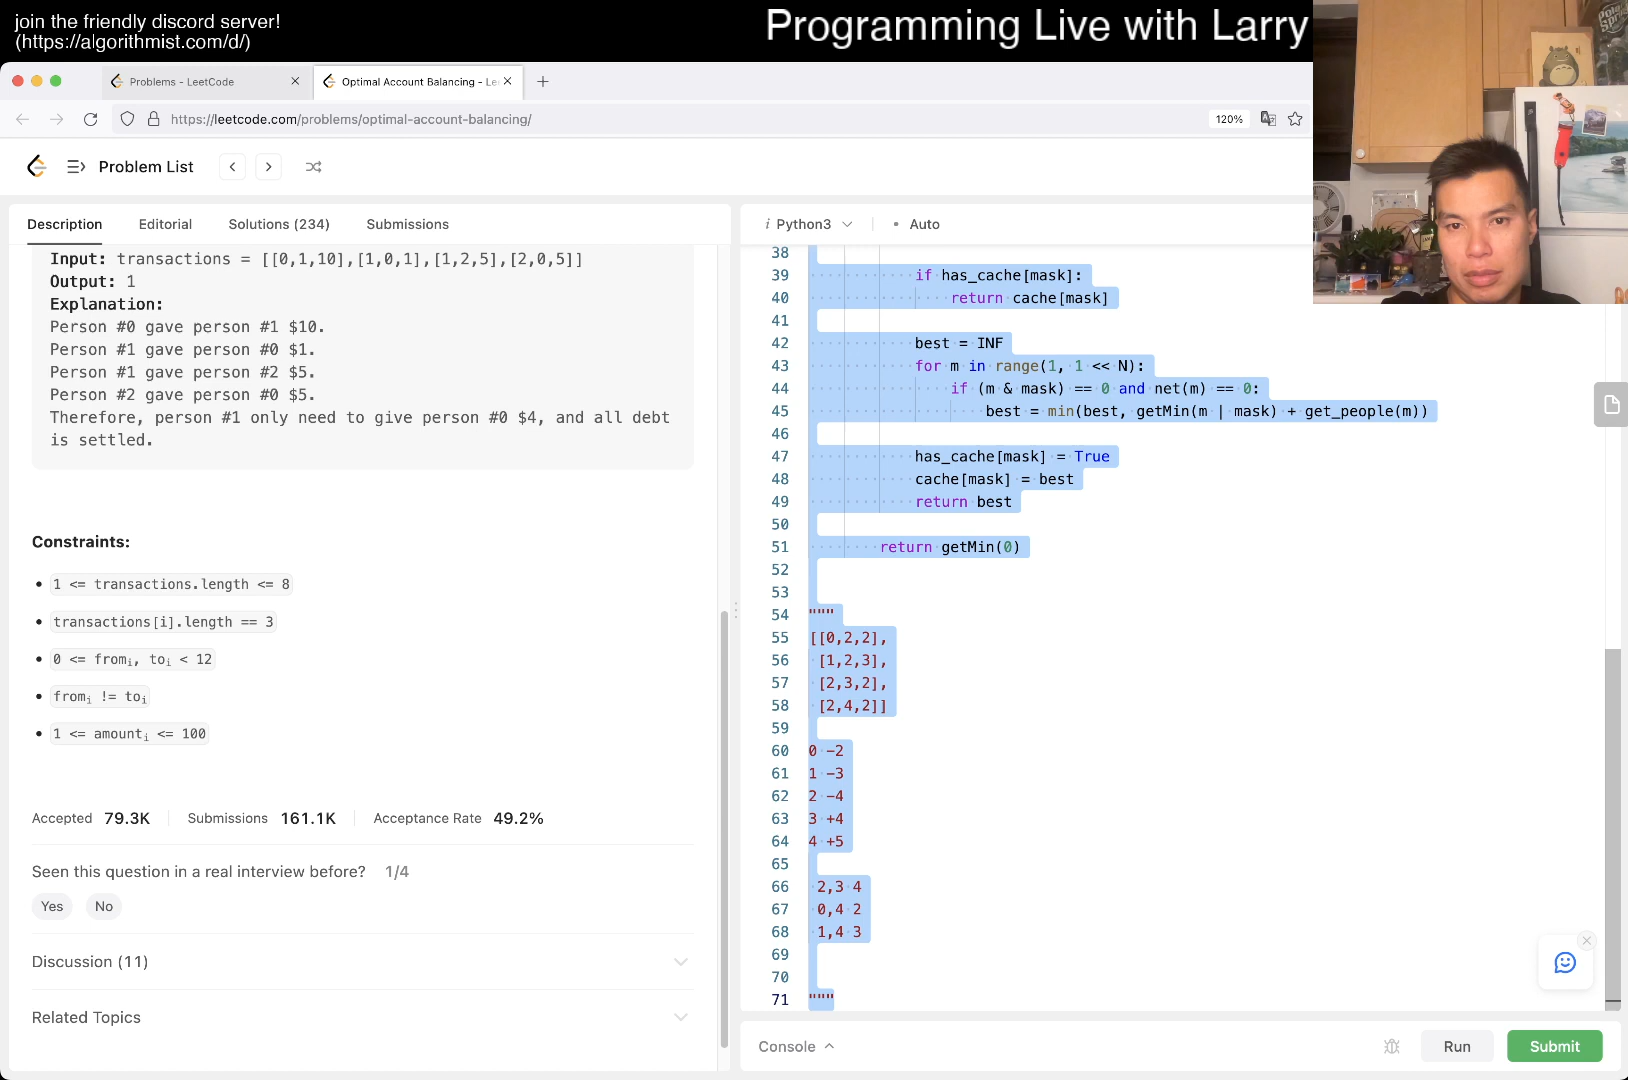 join the friendly discord server!
(https://algorithmist.com/d/)
Programming Live with Larry
Problems - LeetCode
Optimal Account Balancing - Le
https://leetcode.com/problems/optimal-account-balancing/
120%
Problem List
Description Editorial Solutions (234) Submissions
Input: transactions = [[0,1,10],[1,0,1],[1,2,5],[2,0,5]]
Output: 1
Explanation:
Person #0 gave person #1 $10.
Person #1 gave person #0 $1.
Person #1 gave person #2 $5.
Person #2 gave person #0 $5.
Therefore, person #1 only need to give person #0 $4, and all debt
is settled.
Constraints:
• 1 <= transactions.length <= 8
• transactions[i].length == 3
• 0 <= fromi, toi < 12
• fromi != toi
• 1 <= amounti <= 100
Accepted 79.3K Submissions 161.1K Acceptance Rate 49.2%
Seen this question in a real interview before? 1/4
Yes No
Discussion (11)
Related Topics
i Python3 • Auto
38
39 if has_cache[mask]:
40 return cache[mask]
41
42 best = INF
43 for m in range(1, 1 << N):
44 if (m & mask) == 0 and net(m) == 0:
45 best = min(best, getMin(m | mask) + get_people(m))
46
47 has_cache[mask] = True
48 cache[mask] = best
49 return best
50
51 return getMin(0)
52
53
54 """
55 [[0,2,2],
56 [1,2,3],
57 [2,3,2],
58 [2,4,2]]
59
60 0 -2
61 1 -3
62 2 -4
63 3 +4
64 4 +5
65
66 2,3 4
67 0,4 2
68 1,4 3
69
70
71 """
Console
Run
Submit